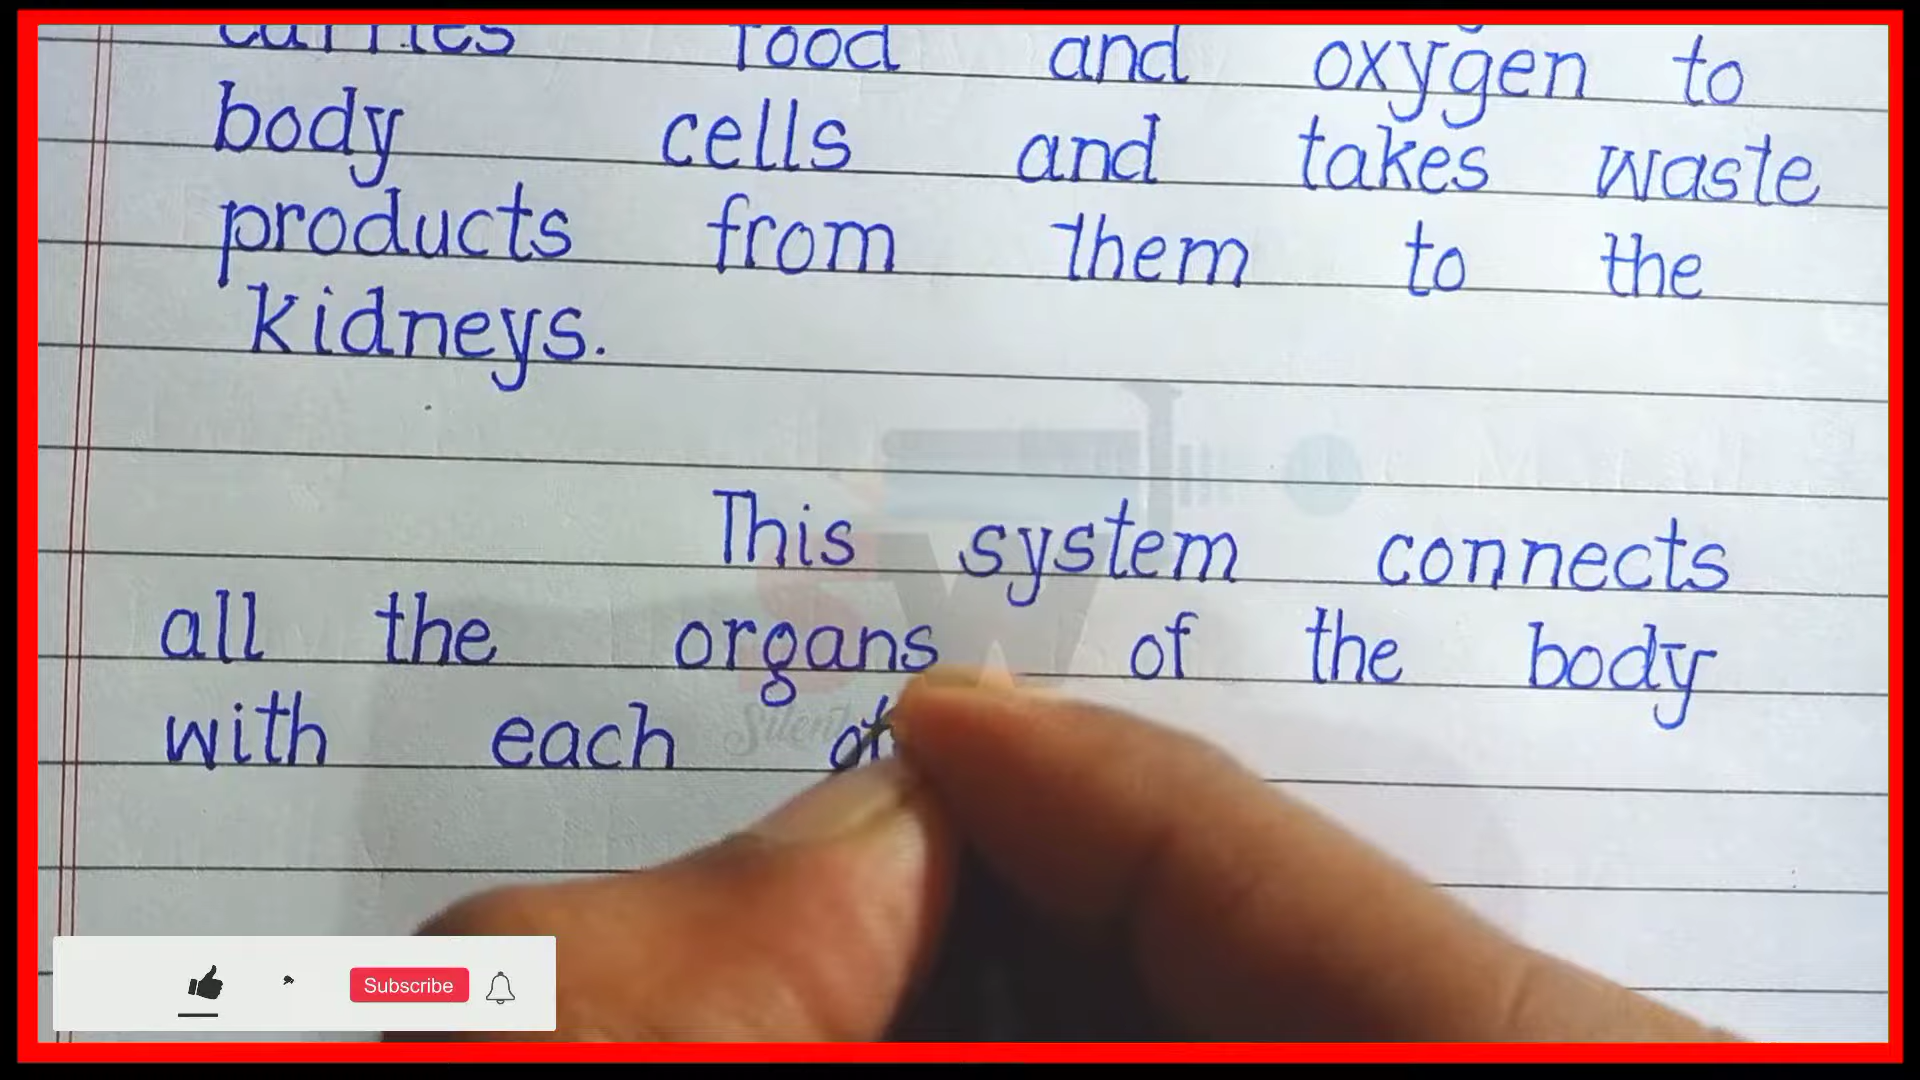 carries food and oxygen to
body cells and takes waste
products from them to the
kidneys.
This system connects
all the organs of the body
with each
Subscribe